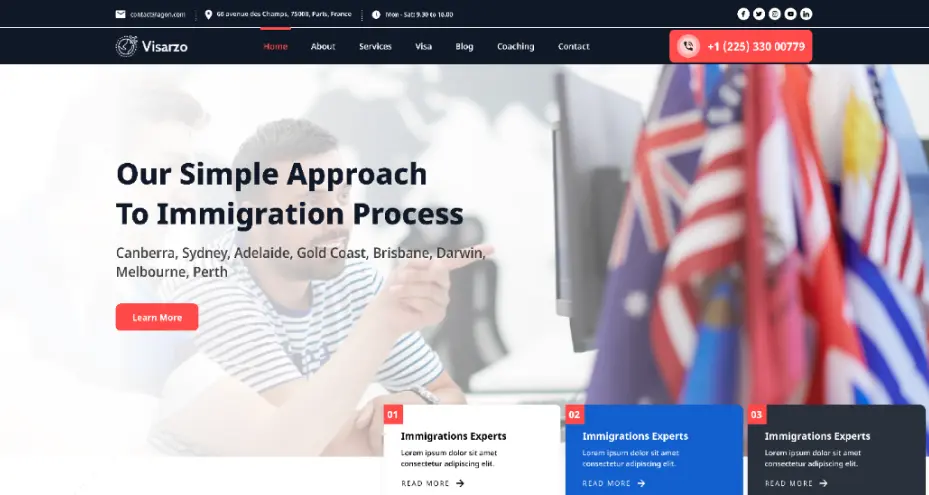 contact@agon.com
68 avenue des Champs, 75008, Paris, France
Mon - Sat: 9.30 to 18.00
Visarzo
Home
About
Services
Visa
Blog
Coaching
Contact
+1 (225) 330 00779
Our Simple Approach
To Immigration Process
Canberra, Sydney, Adelaide, Gold Coast, Brisbane, Darwin,
Melbourne, Perth
Learn More
01
Immigrations Experts
Lorem ipsum dolor sit amet
consectetur adipiscing elit.
READ MORE
02
Immigrations Experts
Lorem ipsum dolor sit amet
consectetur adipiscing elit.
READ MORE
03
Immigrations Experts
Lorem ipsum dolor sit amet
consectetur adipiscing elit.
READ MORE